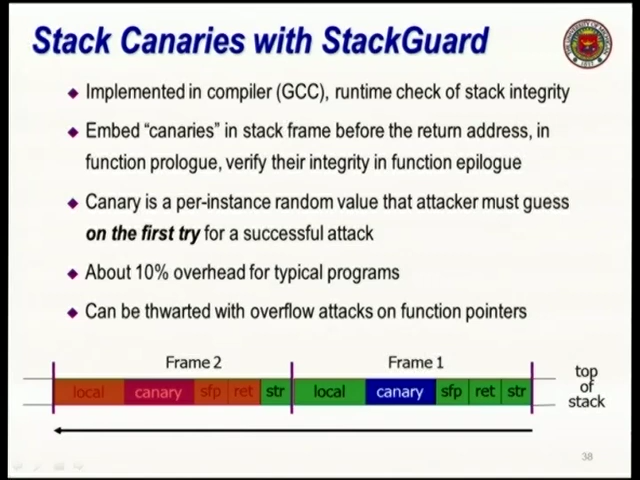 Stack Canaries with StackGuard
Implemented in compiler (GCC), runtime check of stack integrity
Embed “canaries” in stack frame before the return address, in
function prologue, verify their integrity in function epilogue
Canary is a per-instance random value that attacker must guess
on the first try for a successful attack
About 10% overhead for typical programs
Can be thwarted with overflow attacks on function pointers
Frame 2 Frame 1
local canary sfp ret str local canary sfp ret str
top
of
stack
38